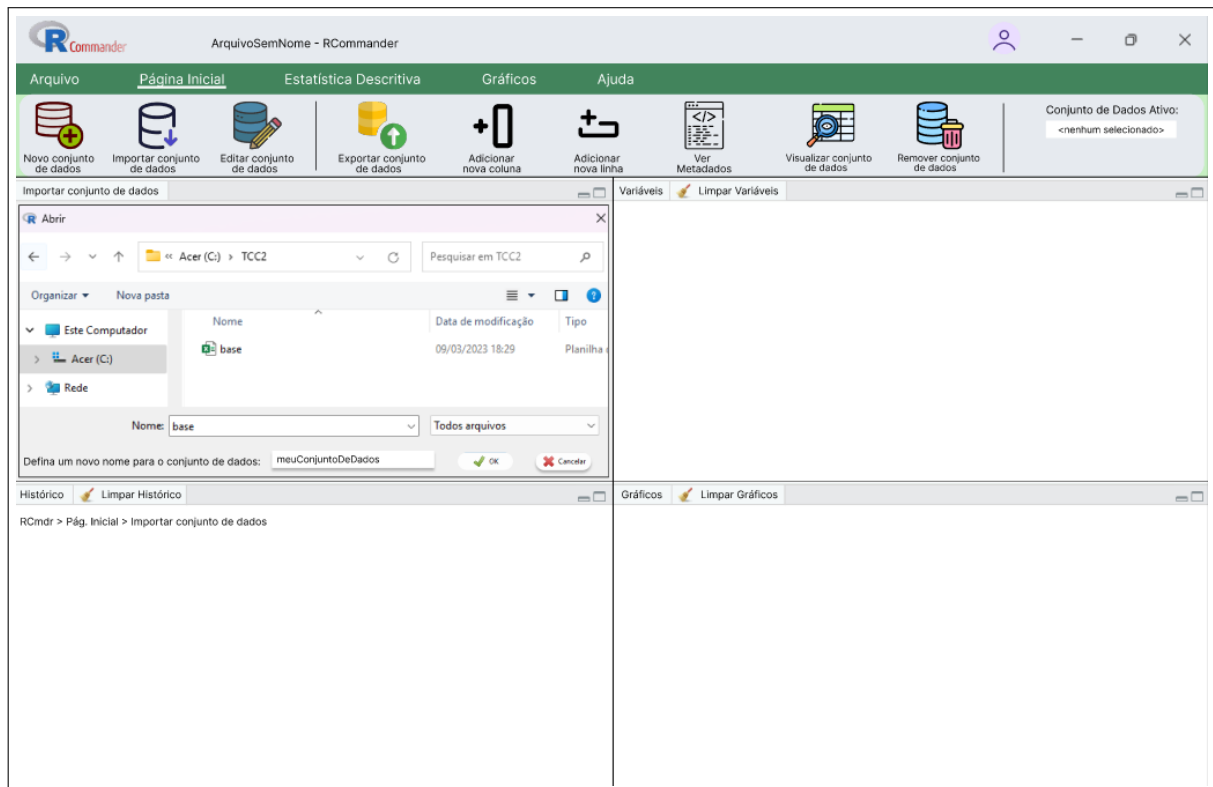 R Commander
ArquivoSemNome - RCommander
Arquivo Página Inicial Estatística Descritiva Gráficos Ajuda
Novo conjunto de dados
Importar conjunto de dados
Editar conjunto de dados
Exportar conjunto de dados
Adicionar nova coluna
Adicionar nova linha
Ver Metadados
Visualizar conjunto de dados
Remover conjunto de dados
Conjunto de Dados Ativo:
<nenhum selecionado>
Importar conjunto de dados
R Abrir
« Acer (C:) › TCC2
Pesquisar em TCC2
Organizar Nova pasta
Nome Data de modificação Tipo
Este Computador
Acer (C:)
Rede
base 09/03/2023 18:29 Planilha
Nome: base Todos arquivos
Defina um novo nome para o conjunto de dados: meuConjuntoDeDados OK Cancelar
Variáveis Limpar Variáveis
Histórico Limpar Histórico
RCmdr > Pág. Inicial > Importar conjunto de dados
Gráficos Limpar Gráficos